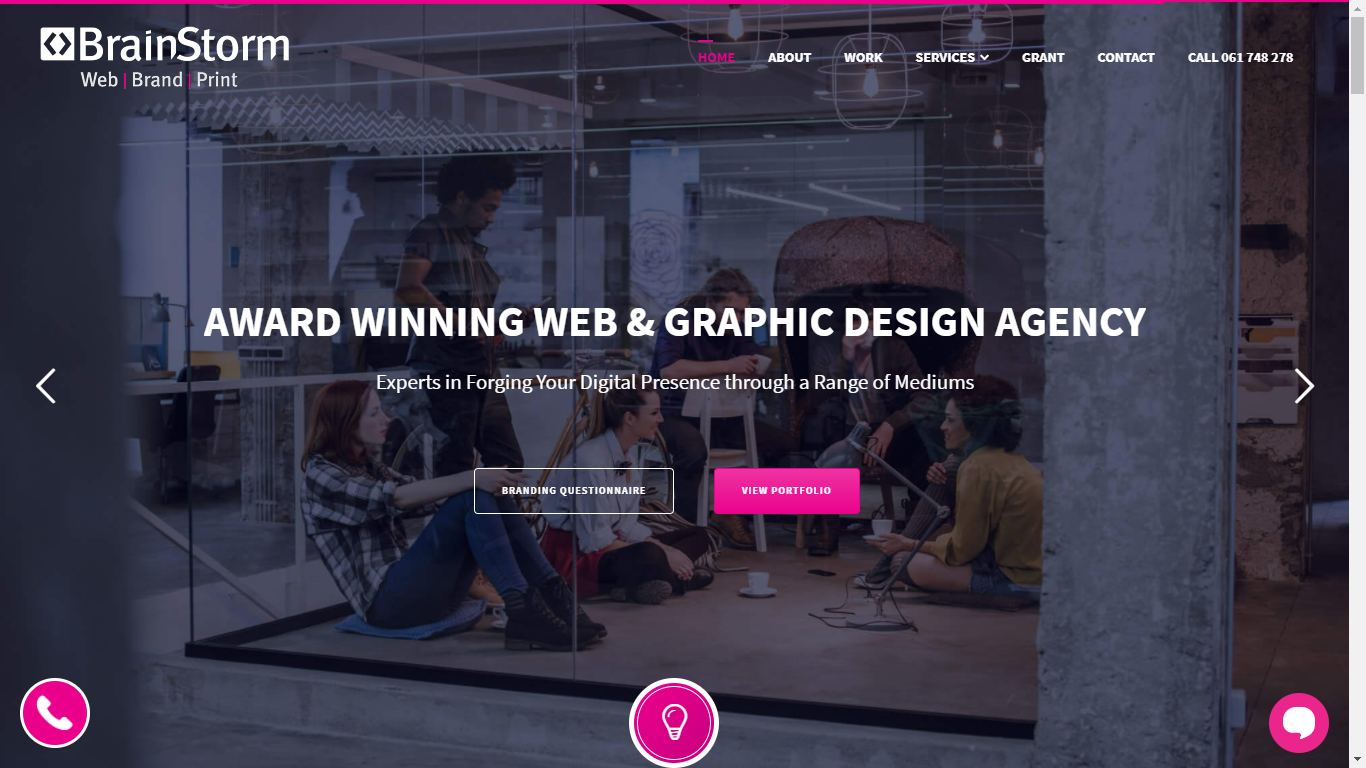 BrainStorm
Web | Brand | Print
HOME ABOUT WORK SERVICES GRANT CONTACT CALL 061 748 278
AWARD WINNING WEB & GRAPHIC DESIGN AGENCY
Experts in Forging Your Digital Presence through a Range of Mediums
BRANDING QUESTIONNAIRE VIEW PORTFOLIO